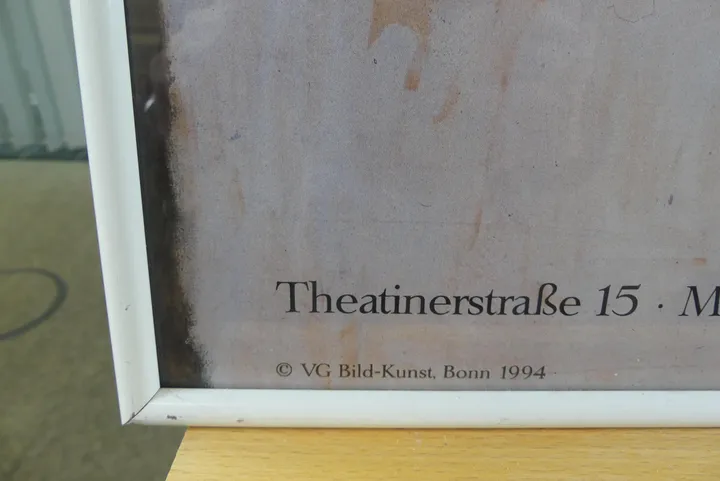 Theatinerstraße 15 · M
© VG Bild-Kunst, Bonn 1994